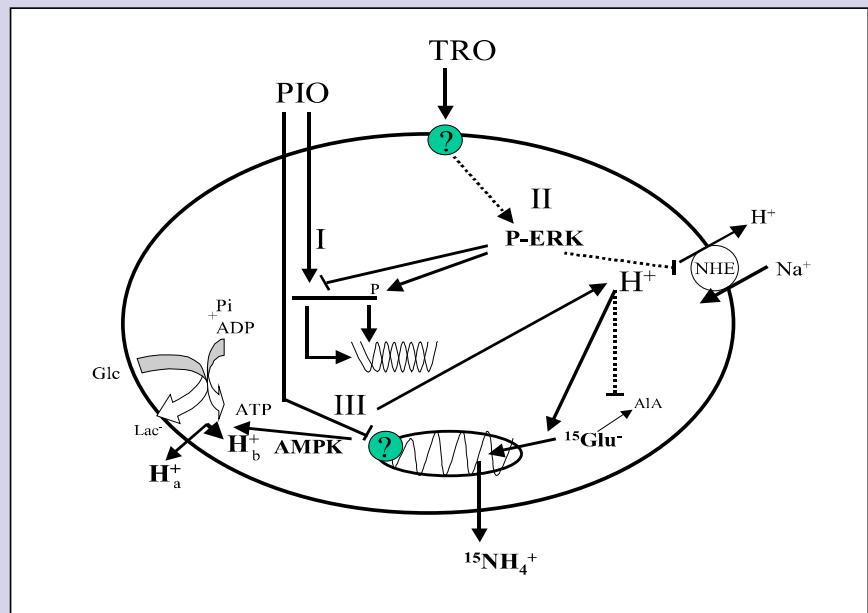 TRO
PIO
?
II
P-ERK
H⁺
NHE
Na⁺
I
P
H⁺
+Pi
ADP
Glc
Lac⁻
ATP
III
AlA
¹⁵Glu⁻
AMPK
?
H⁺b
H⁺a
¹⁵NH₄⁺